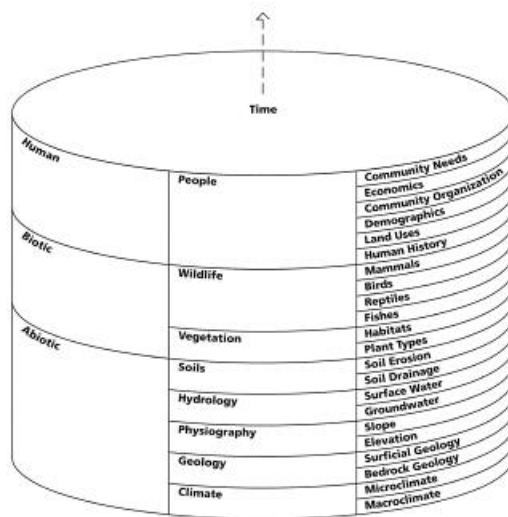 Time
Human
Biotic
Abiotic
People
Wildlife
Vegetation
Soils
Hydrology
Physiography
Geology
Climate
Community Needs
Economics
Community Organization
Demographics
Land Uses
Human History
Mammals
Birds
Reptiles
Fishes
Habitats
Plant Types
Soil Erosion
Soil Drainage
Surface Water
Groundwater
Slope
Elevation
Surficial Geology
Bedrock Geology
Microclimate
Macroclimate